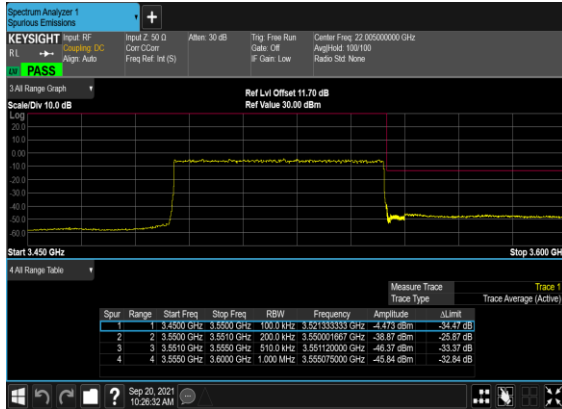 Spectrum Analyzer 1
Spurious Emissions
+
KEYSIGHT Input: RF Input Z: 50 Ω Atten: 30 dB Trig: Free Run Center Freq: 22.005000000 GHz
RL Coupling: DC Corr CCorr Gate: Off Avg|Hold: 100/100
Align: Auto Freq Ref: Int (S) IF Gain: Low Radio Std: None
PASS
3 All Range Graph Ref Lvl Offset 11.70 dB
Scale/Div 10.0 dB Ref Value 30.00 dBm
Log
20.0
10.0
0.00
-10.0
-20.0
-30.0
-40.0
-50.0
-60.0
Start 3.450 GHz Stop 3.600 GHz
4 All Range Table
Measure Trace Trace 1
Trace Type Trace Average (Active)
Spur Range Start Freq Stop Freq RBW Frequency Amplitude ΔLimit
1 1 3.4500 GHz 3.5500 GHz 100.0 kHz 3.521333333 GHz -4.473 dBm -34.47 dB
2 2 3.5500 GHz 3.5510 GHz 200.0 kHz 3.550001667 GHz -38.87 dBm -25.87 dB
3 3 3.5510 GHz 3.5550 GHz 510.0 kHz 3.551120000 GHz -46.37 dBm -33.37 dB
4 4 3.5550 GHz 3.6000 GHz 1.000 MHz 3.555075000 GHz -45.84 dBm -32.84 dB
? Sep 20, 2021
10:26:32 AM